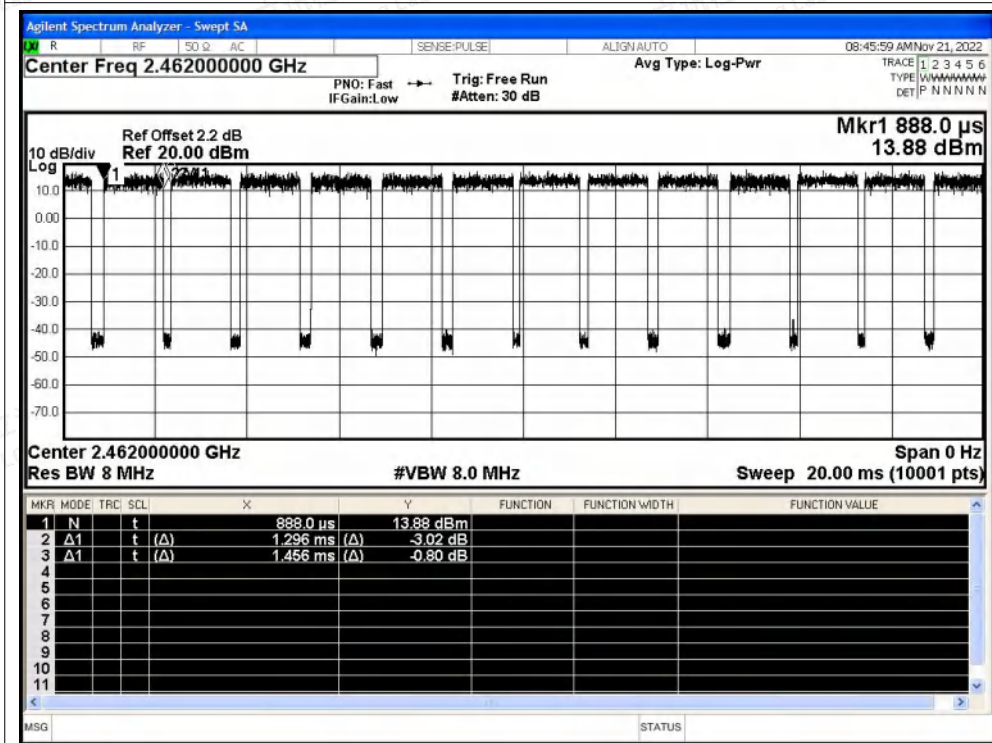 Agilent Spectrum Analyzer - Swept SA
R RF 50 Ω AC SENSE:PULSE ALIGN AUTO 08:45:59 AM Nov 21, 2022
Center Freq 2.462000000 GHz
PNO: Fast
IFGain:Low
Trig: Free Run
#Atten: 30 dB
Avg Type: Log-Pwr
TRACE 1 2 3 4 5 6
TYPE
DET P N N N N N
Ref Offset 2.2 dB
10 dB/div Ref 20.00 dBm
Log
Mkr1 888.0 µs
13.88 dBm
1
10.0
0.00
-10.0
-20.0
-30.0
-40.0
-50.0
-60.0
-70.0
Center 2.462000000 GHz Span 0 Hz
Res BW 8 MHz #VBW 8.0 MHz Sweep 20.00 ms (10001 pts)
MKR MODE TRC SCL X Y FUNCTION FUNCTION WIDTH FUNCTION VALUE
1 N t 888.0 µs 13.88 dBm
2 Δ1 t (Δ) 1.296 ms (Δ) -3.02 dB
3 Δ1 t (Δ) 1.456 ms (Δ) -0.80 dB
4
5
6
7
8
9
10
11
MSG STATUS